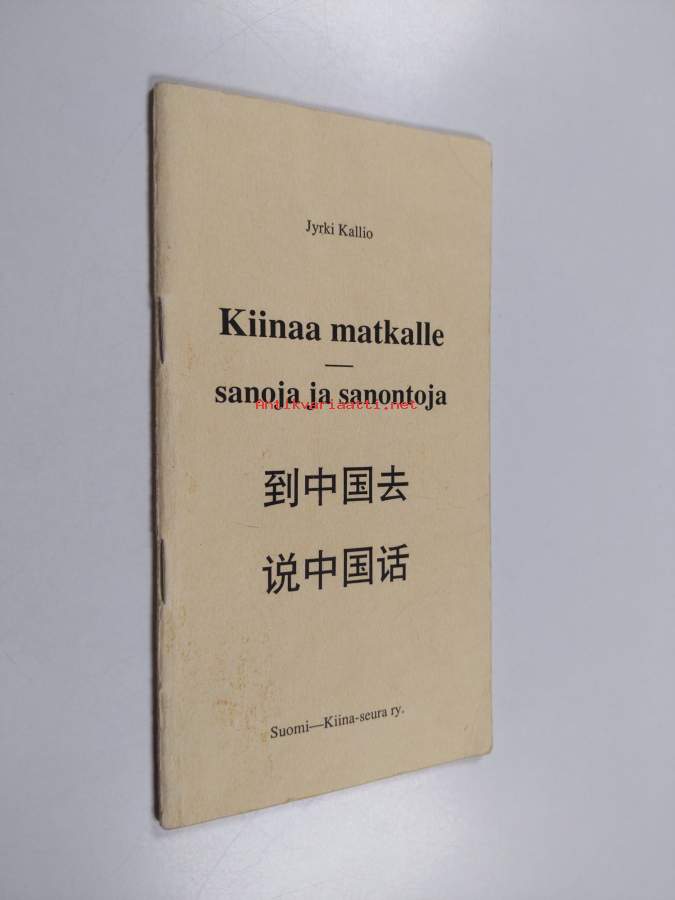 Jyrki Kallio
Kiinaa matkalle
—
sanoja ja sanontoja
Antikvariaatti.net
到中国去
说中国话
Suomi—Kiina-seura ry.